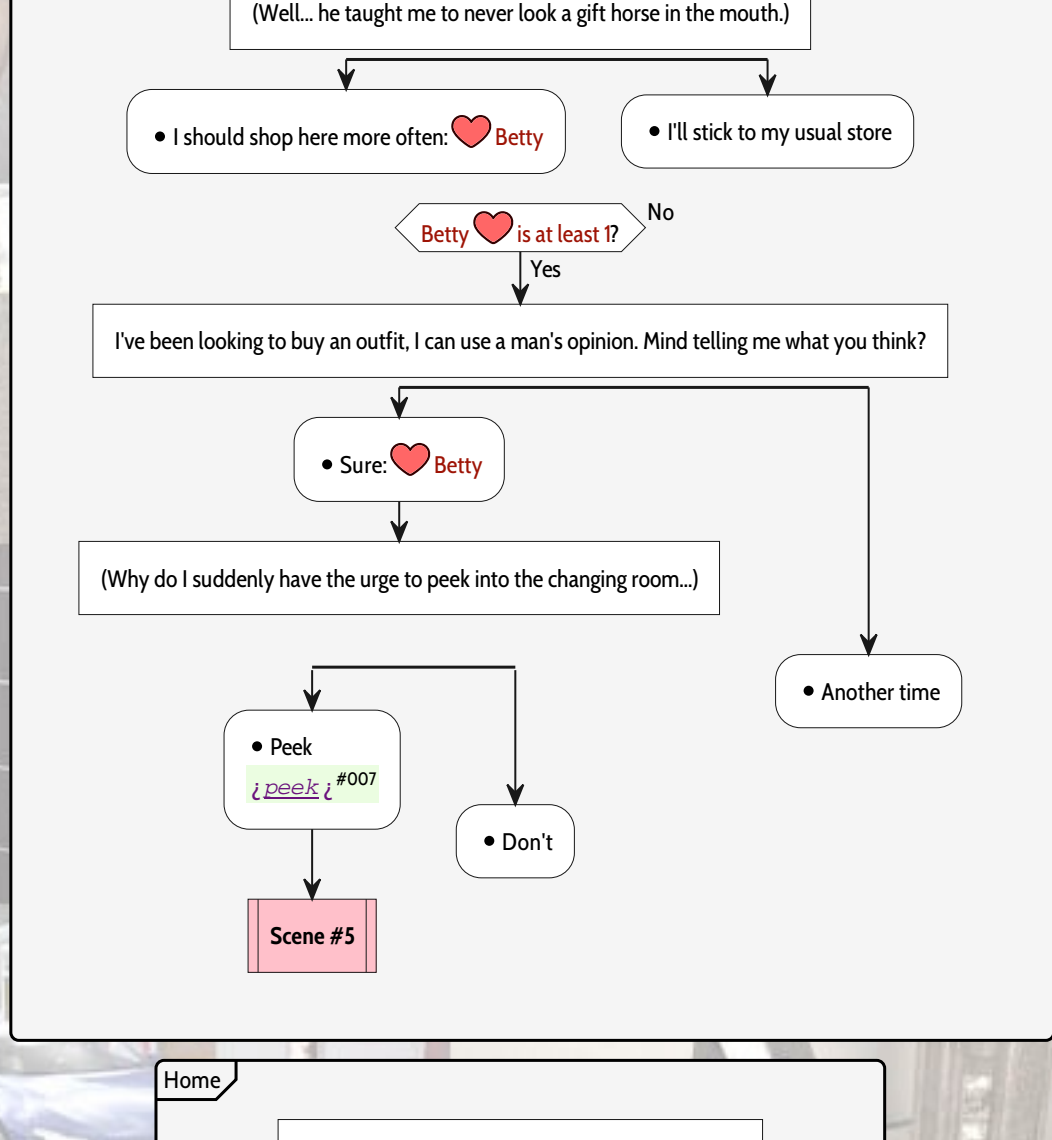 (Well... he taught me to never look a gift horse in the mouth.)
• I should shop here more often: Betty
• I'll stick to my usual store
Betty is at least 1?
No
Yes
I've been looking to buy an outfit, I can use a man's opinion. Mind telling me what you think?
• Sure: Betty
(Why do I suddenly have the urge to peek into the changing room...)
• Another time
• Peek
¿peek¿#007
• Don't
Scene #5
Home